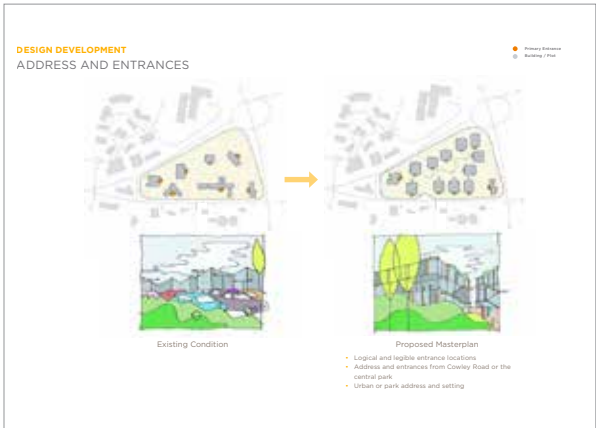 DESIGN DEVELOPMENT
ADDRESS AND ENTRANCES
Primary Entrance
Building / Plot
Existing Condition
Proposed Masterplan
• Logical and legible entrance locations
• Address and entrances from Cowley Road or the
central park
• Urban or park address and setting